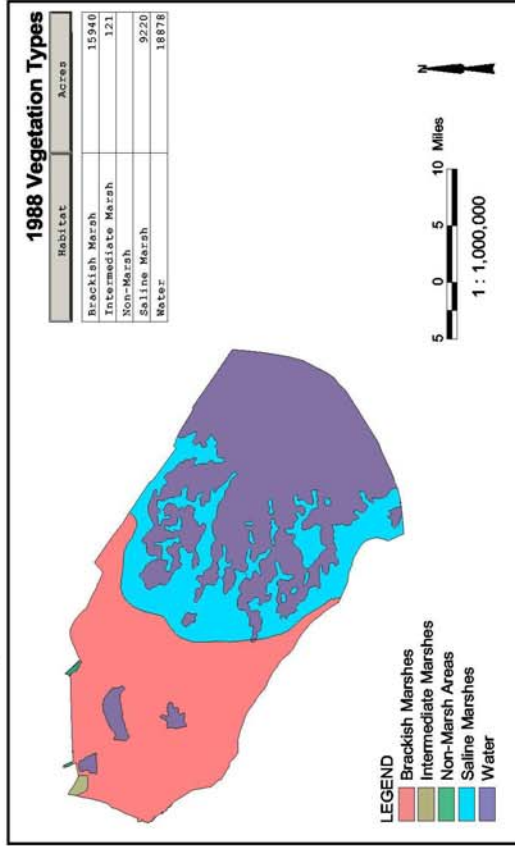 1988 Vegetation Types
Habitat Acres
Brackish Marsh 15940
Intermediate Marsh 121
Non-Marsh
Saline Marsh 9220
Water 18878
LEGEND
Brackish Marshes
Intermediate Marshes
Non-Marsh Areas
Saline Marshes
Water
5 0 5 10 Miles
1 : 1,000,000
N